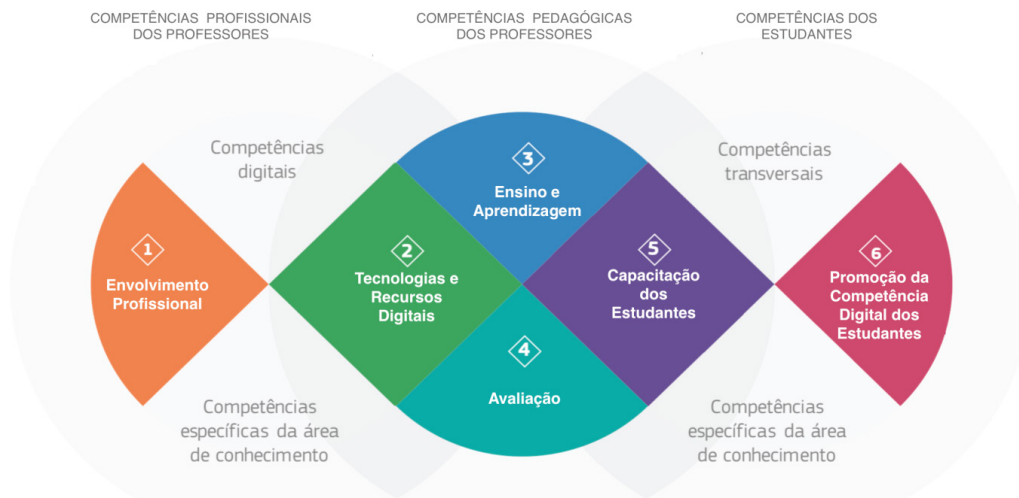 COMPETÊNCIAS PROFISSIONAIS
DOS PROFESSORES
COMPETÊNCIAS PEDAGÓGICAS
DOS PROFESSORES
COMPETÊNCIAS DOS
ESTUDANTES
Competências
digitais
Competências
transversais
1
Envolvimento
Profissional
2
Tecnologias e
Recursos
Digitais
3
Ensino e
Aprendizagem
4
Avaliação
5
Capacitação
dos
Estudantes
6
Promoção da
Competência
Digital dos
Estudantes
Competências
específicas da área
de conhecimento
Competências
específicas da área
de conhecimento